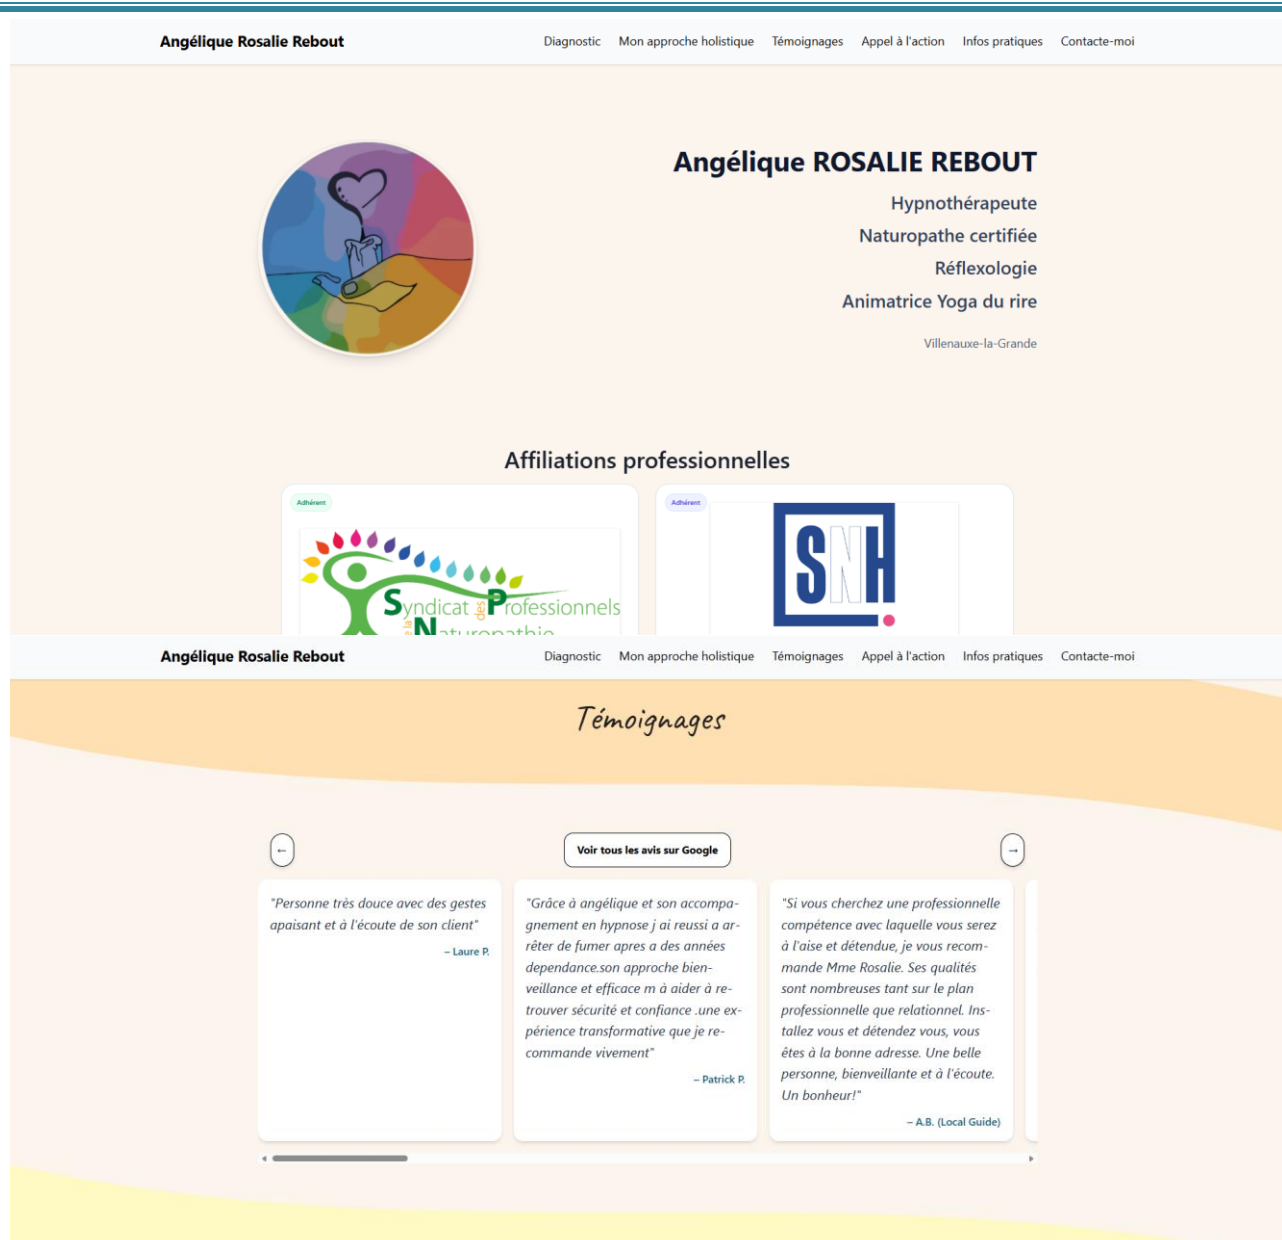 Angélique Rosalie Rebout
Diagnostic Mon approche holistique Témoignages Appel à l'action Infos pratiques Contacte-moi
Angélique ROSALIE REBOUT
Hypnothérapeute
Naturopathe certifiée
Réflexologie
Animatrice Yoga du rire
Villenauxe-la-Grande
Affiliations professionnelles
Adhérent
Syndicat des Professionnels
de la Naturopathie
Adhérent
SNH
Angélique Rosalie Rebout
Diagnostic Mon approche holistique Témoignages Appel à l'action Infos pratiques Contacte-moi
Témoignages
←
Voir tous les avis sur Google
→
"Personne très douce avec des gestes
apaisant et à l'écoute de son client"
– Laure P.
"Grâce à angélique et son accompa-
gnement en hypnose j ai reussi a ar-
rêter de fumer apres a des années
dependance.son approche bien-
veillance et efficace m à aider à re-
trouver sécurité et confiance .une ex-
périence transformative que je re-
commande vivement"
– Patrick P.
"Si vous cherchez une professionnelle
compétence avec laquelle vous serez
à l'aise et détendue, je vous recom-
mande Mme Rosalie. Ses qualités
sont nombreuses tant sur le plan
professionnelle que relationnel. Ins-
tallez vous et détendez vous, vous
êtes à la bonne adresse. Une belle
personne, bienveillante et à l'écoute.
Un bonheur!"
– A.B. (Local Guide)